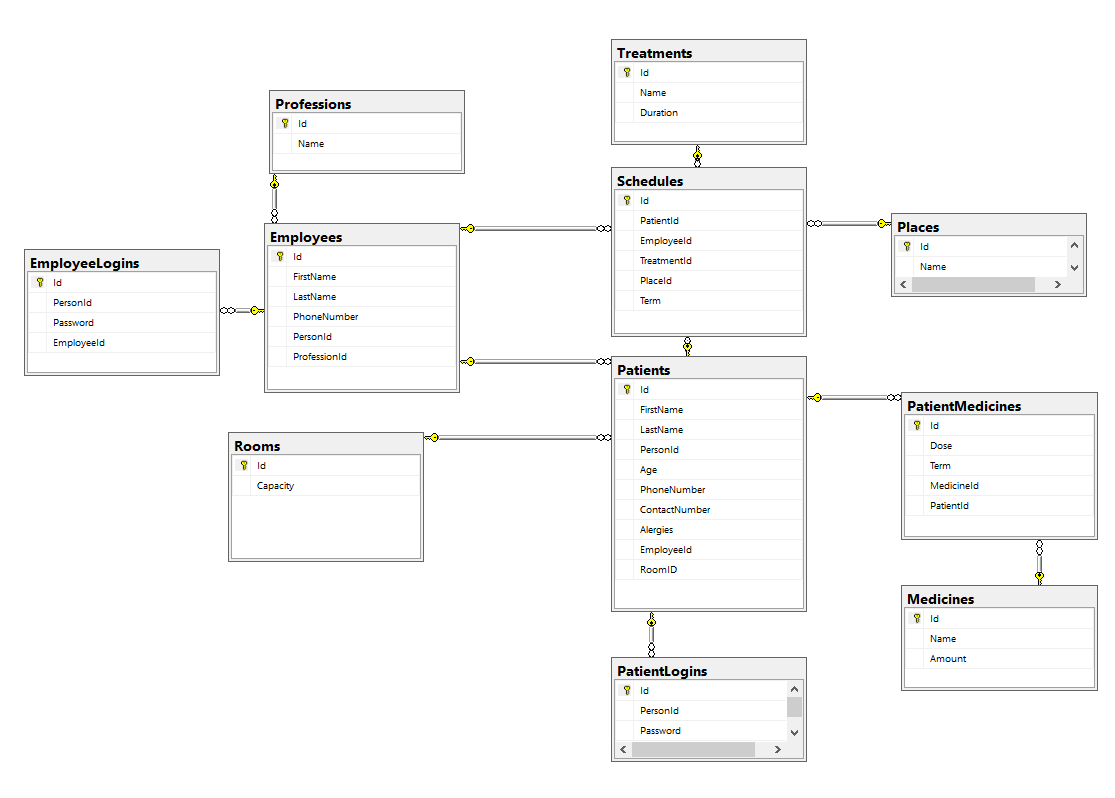 Treatments
Id
Name
Duration
Professions
Id
Name
Schedules
Id
PatientId
EmployeeId
TreatmentId
PlaceId
Term
Places
Id
Name
Employees
Id
FirstName
LastName
PhoneNumber
PersonId
ProfessionId
EmployeeLogins
Id
PersonId
Password
EmployeeId
Patients
Id
FirstName
LastName
PersonId
Age
PhoneNumber
ContactNumber
Alergies
EmployeeId
RoomID
PatientMedicines
Id
Dose
Term
MedicineId
PatientId
Rooms
Id
Capacity
Medicines
Id
Name
Amount
PatientLogins
Id
PersonId
Password